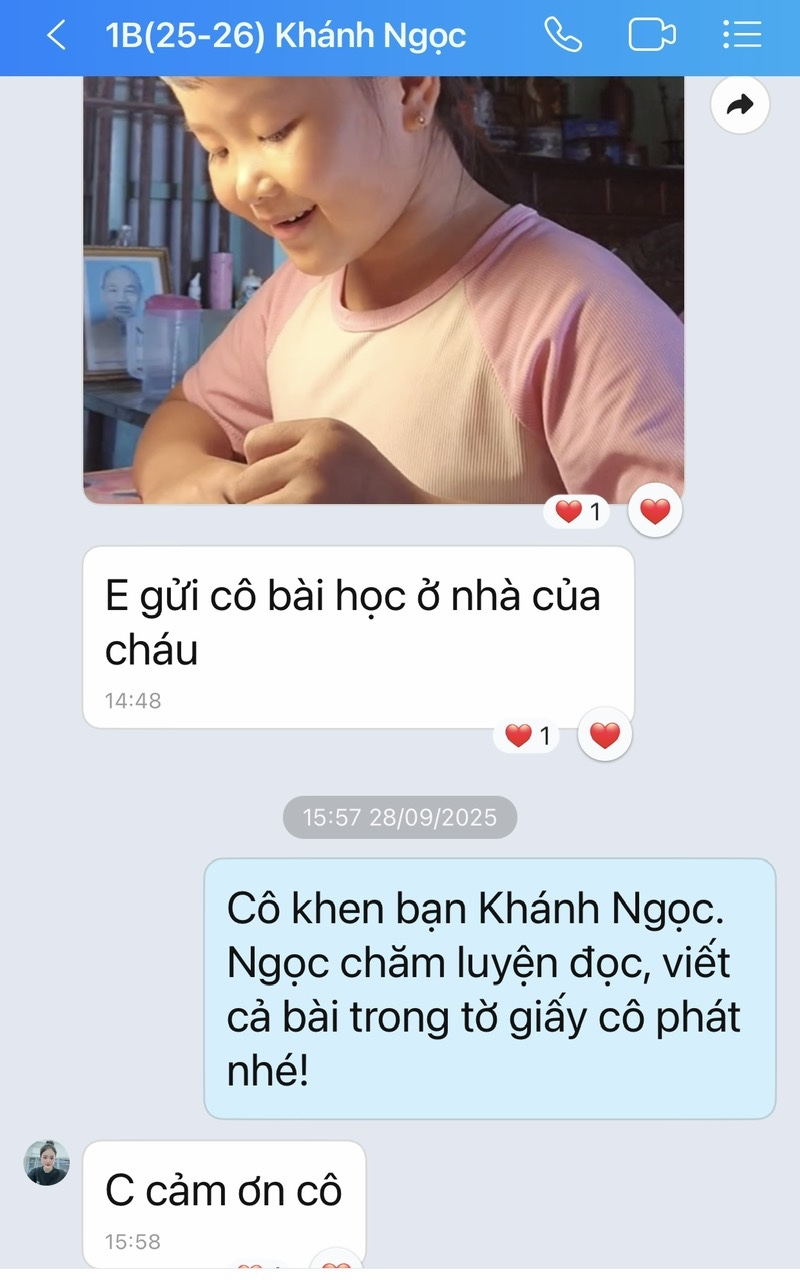 1B(25-26) Khánh Ngọc
1
E gửi cô bài học ở nhà của
cháu
14:48
1
15:57 28/09/2025
Cô khen bạn Khánh Ngọc.
Ngọc chăm luyện đọc, viết
cả bài trong tờ giấy cô phát
nhé!
C cảm ơn cô
15:58